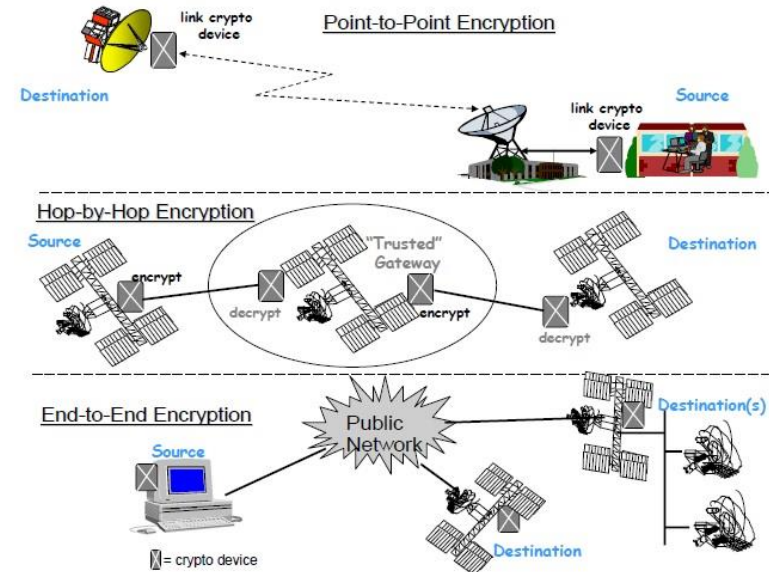 Point-to-Point Encryption
link crypto
device
Destination
link crypto
device
Source
Hop-by-Hop Encryption
Source
encrypt
decrypt
"Trusted"
Gateway
encrypt
Destination
decrypt
End-to-End Encryption
Source
Public
Network
Destination(s)
Destination
= crypto device